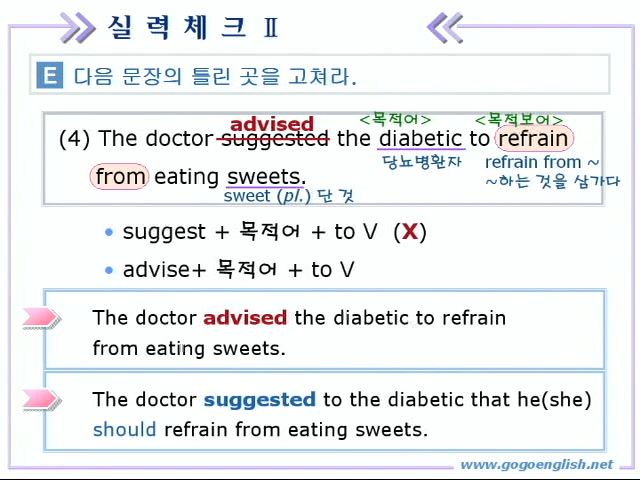 실 력 체 크 Ⅱ
E 다음 문장의 틀린 곳을 고쳐라.
advised <목적어> <목적보어>
(4) The doctor suggested the diabetic to refrain
당뇨병환자 refrain from ~
from eating sweets. ~하는 것을 삼가다
sweet (pl.) 단 것
• suggest + 목적어 + to V (X)
• advise+ 목적어 + to V
The doctor advised the diabetic to refrain
from eating sweets.
The doctor suggested to the diabetic that he(she)
should refrain from eating sweets.
www.gogoenglish.net